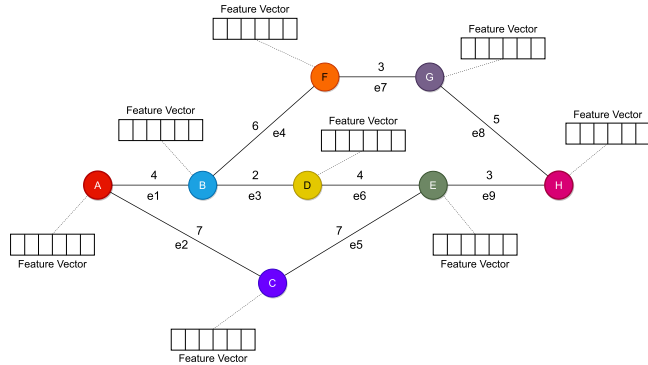 Feature Vector
Feature Vector
F
3
G
e7
Feature Vector
6
e4
Feature Vector
5
e8
Feature Vector
A
4
e1
B
2
e3
D
4
e6
E
3
e9
H
Feature Vector
7
e2
7
e5
Feature Vector
C
Feature Vector